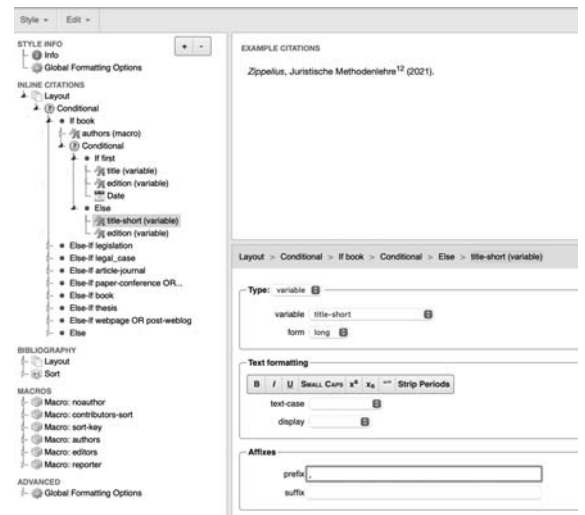 Style
Edit
STYLE INFO
+ -
Info
Global Formatting Options
INLINE CITATIONS
Layout
Conditional
If book
authors (macro)
Conditional
If first
title (variable)
edition (variable)
Date
Else
title-short (variable)
edition (variable)
Else-If legislation
Else-If legal_case
Else-If article-journal
Else-If paper-conference OR...
Else-If book
Else-If thesis
Else-If webpage OR post-weblog
Else
BIBLIOGRAPHY
Layout
Sort
MACROS
Macro: noauthor
Macro: contributors-sort
Macro: sort-key
Macro: authors
Macro: editors
Macro: reporter
ADVANCED
Global Formatting Options
EXAMPLE CITATIONS
Zippelius, Juristische Methodenlehre¹² (2021).
Layout > Conditional > If book > Conditional > Else > title-short (variable)
Type: variable
variable title-short
form long
Text formatting
B I U SMALL CAPS xª x₆ “” Strip Periods
text-case
display
Affixes
prefix ,
suffix